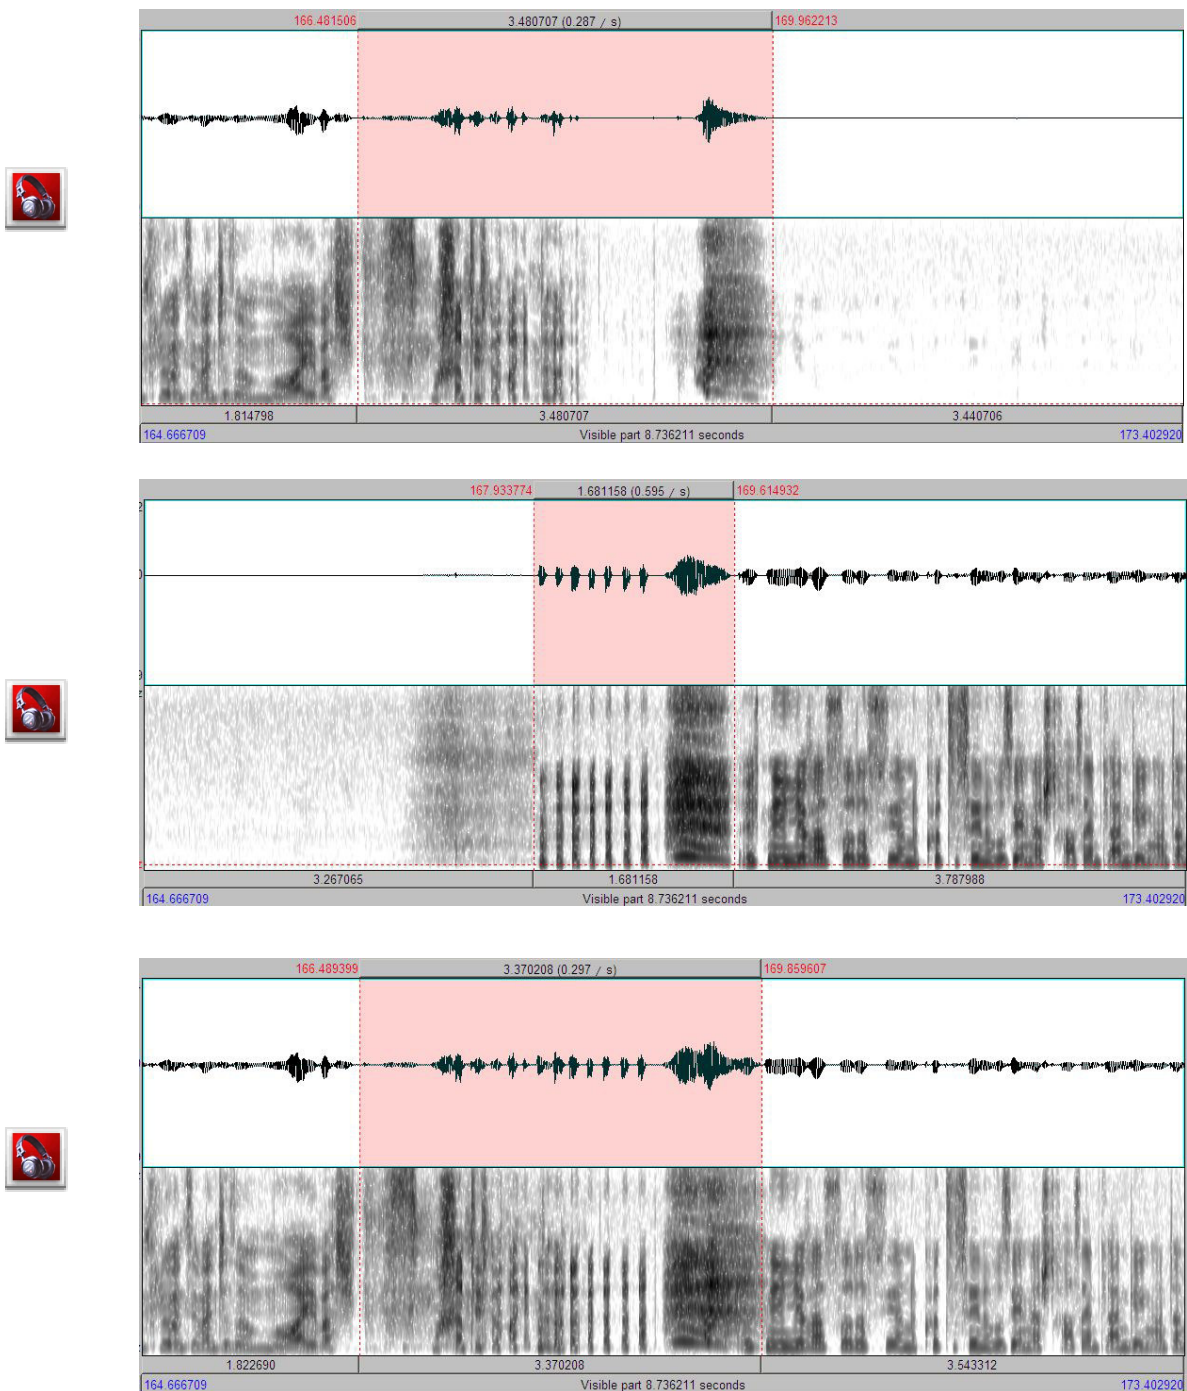 166.481506 3.480707 (0.287 / s) 169.962213
1.814798 3.480707 3.440706
164.666709 Visible part 8.736211 seconds 173.402920
167.933774 1.681158 (0.595 / s) 169.614932
3.267065 1.681158 3.787988
164.666709 Visible part 8.736211 seconds 173.402920
166.489399 3.370208 (0.297 / s) 169.859607
1.822690 3.370208 3.543312
164.666709 Visible part 8.736211 seconds 173.402920